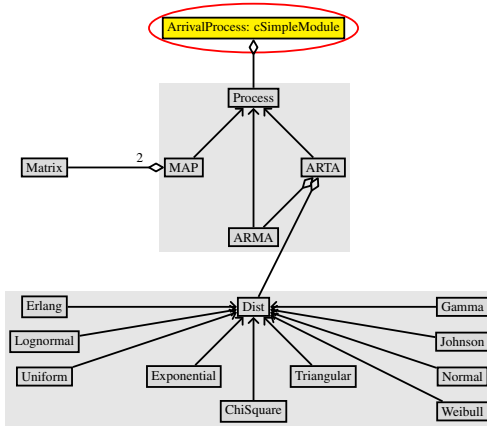 ArrivalProcess: cSimpleModule
Process
2
Matrix
MAP
ARTA
ARMA
Erlang
Dist
Gamma
Lognormal
Johnson
Uniform
Exponential
Triangular
Normal
ChiSquare
Weibull